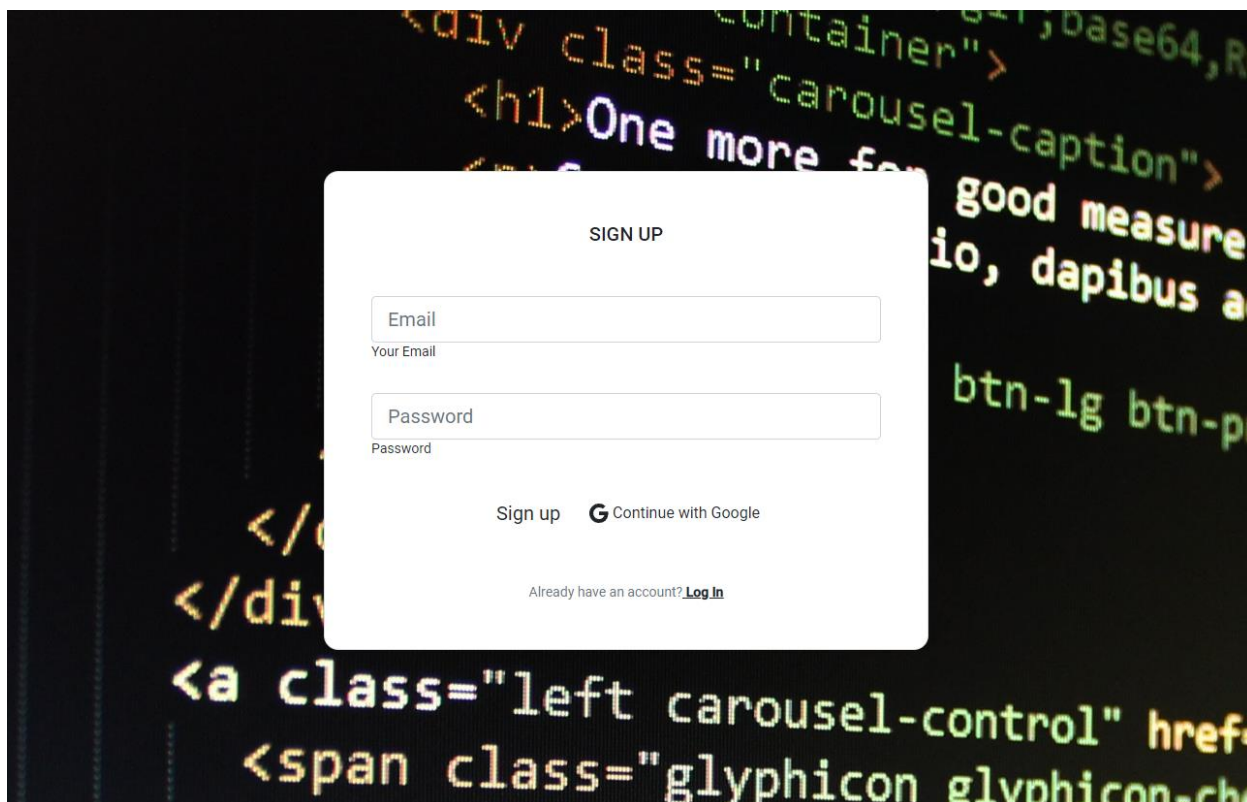 <div
container">
;base64,R
class="carousel-caption">
<h1>One more for good measure
io, dapibus a
SIGN UP
Email
Your Email
btn-lg btn-p
Password
Password
Sign up
Continue with Google
</d
</div
Already have an account? Log In
<a class="left carousel-control" href=
<span class="glyphicon glyphicon-ch